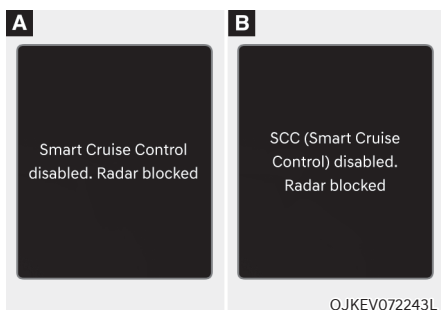 A
Smart Cruise Control
disabled. Radar blocked
B
SCC (Smart Cruise
Control) disabled.
Radar blocked
OJKEV072243L